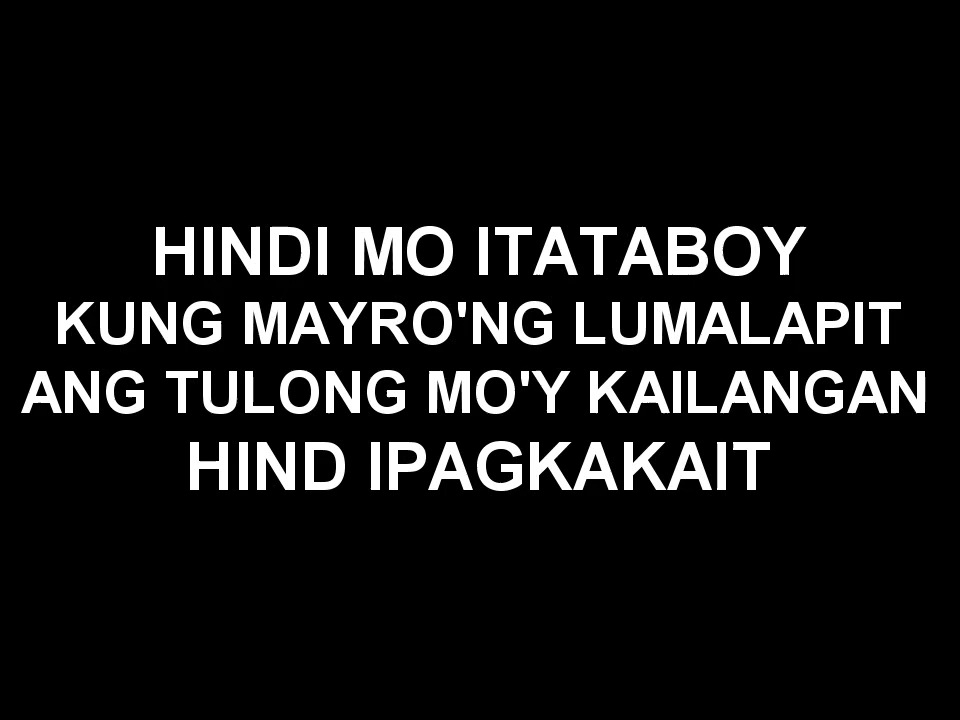 HINDI MO ITATABOY
KUNG MAYRO'NG LUMALAPIT
ANG TULONG MO'Y KAILANGAN
HIND IPAGKAKAIT